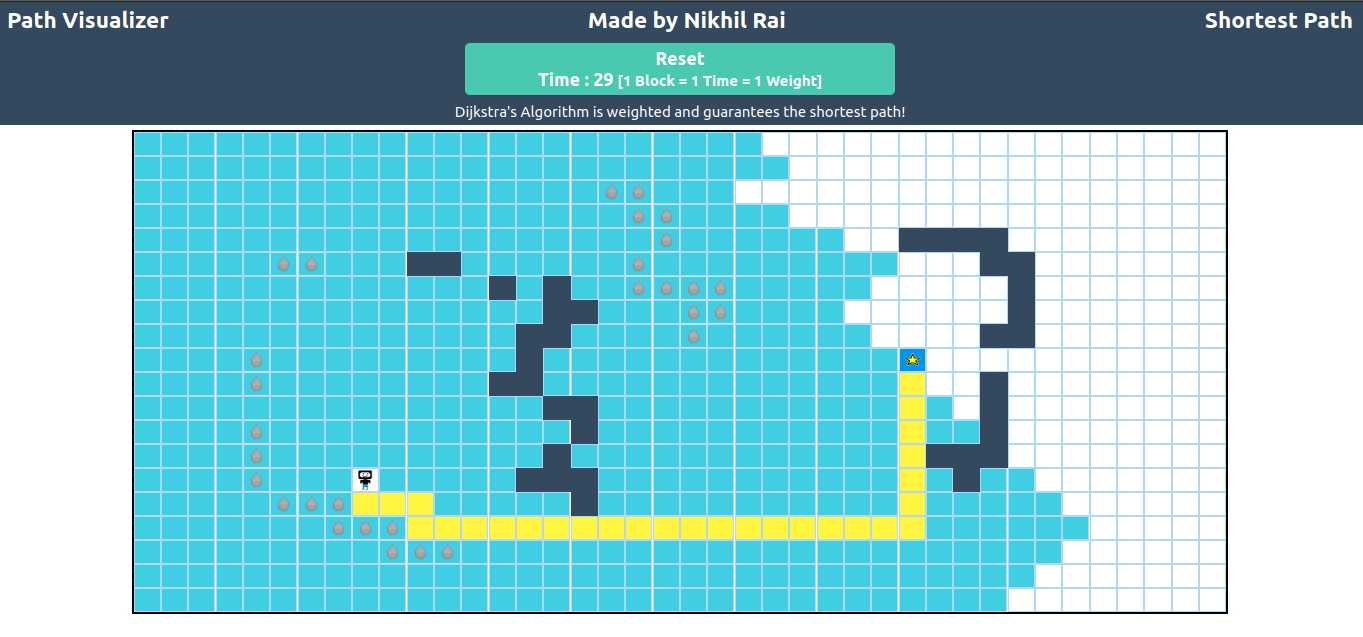 Path Visualizer
Made by Nikhil Rai
Shortest Path
Reset
Time : 29 [1 Block = 1 Time = 1 Weight]
Dijkstra's Algorithm is weighted and guarantees the shortest path!